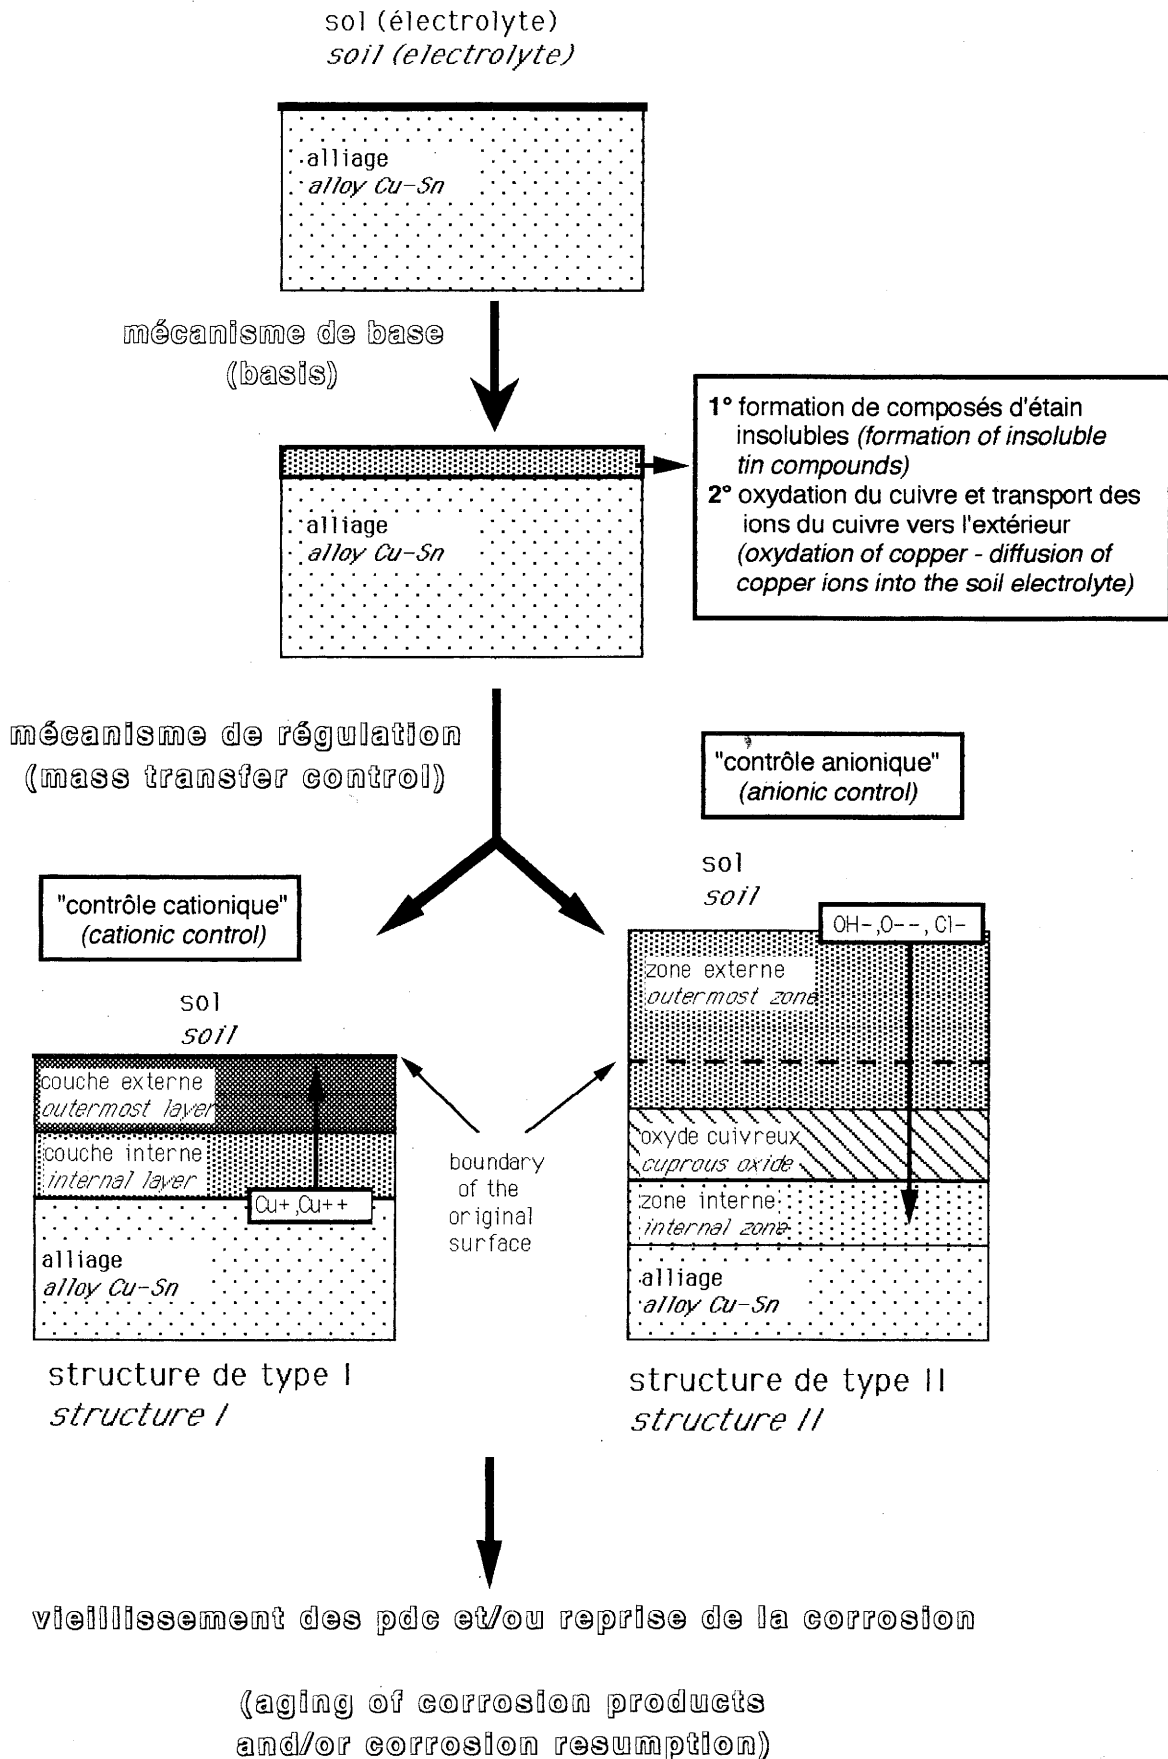 sol (électrolyte)
soil (electrolyte)
alliage
alloy Cu-Sn
mécanisme de base
(basis)
1° formation de composés d'étain
insolubles (formation of insoluble
tin compounds)
2° oxydation du cuivre et transport des
ions du cuivre vers l'extérieur
(oxydation of copper - diffusion of
copper ions into the soil electrolyte)
alliage
alloy Cu-Sn
mécanisme de régulation
(mass transfer control)
"contrôle anionique"
(anionic control)
"contrôle cationique"
(cationic control)
sol
soil
OH-,O--, Cl-
zone externe
outermost zone
oxyde cuivreux
cuprous oxide
zone interne
internal zone
alliage
alloy Cu-Sn
sol
soil
couche externe
outermost layer
couche interne
internal layer
Cu+,Cu++
alliage
alloy Cu-Sn
boundary
of the
original
surface
structure de type I
structure I
structure de type II
structure II
vieillissement des pdc et/ou reprise de la corrosion
(aging of corrosion products
and/or corrosion resumption)